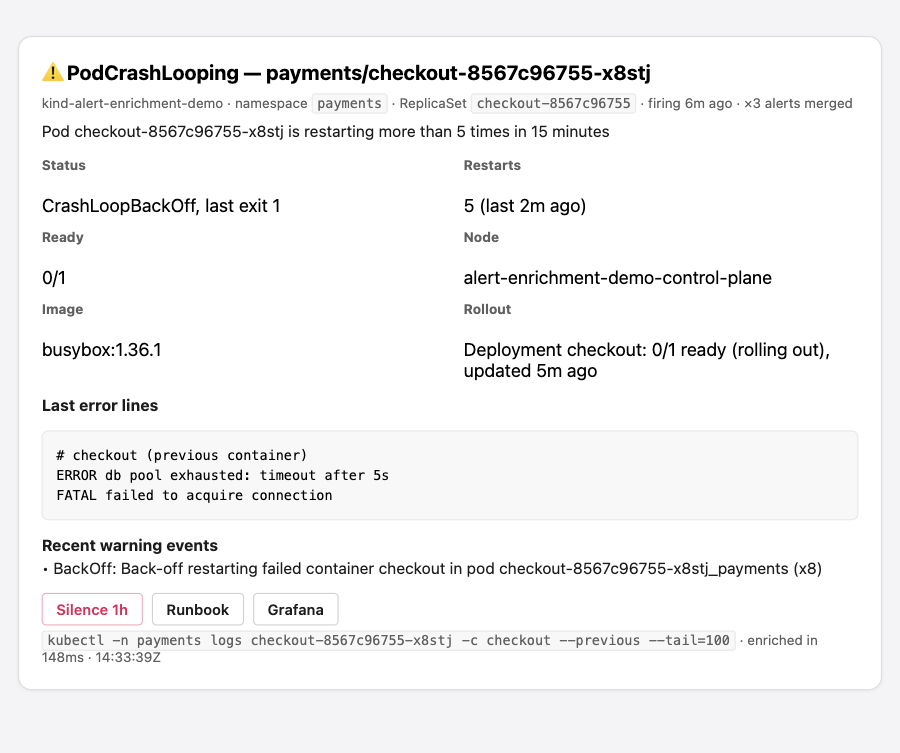 ⚠️ PodCrashLooping — payments/checkout-8567c96755-x8stj
kind-alert-enrichment-demo · namespace payments · ReplicaSet checkout-8567c96755 · firing 6m ago · ×3 alerts merged
Pod checkout-8567c96755-x8stj is restarting more than 5 times in 15 minutes
Status
CrashLoopBackOff, last exit 1
Restarts
5 (last 2m ago)
Ready
0/1
Node
alert-enrichment-demo-control-plane
Image
busybox:1.36.1
Rollout
Deployment checkout: 0/1 ready (rolling out),
updated 5m ago
Last error lines
# checkout (previous container)
ERROR db pool exhausted: timeout after 5s
FATAL failed to acquire connection
Recent warning events
• BackOff: Back-off restarting failed container checkout in pod checkout-8567c96755-x8stj_payments (x8)
Silence 1h
Runbook
Grafana
kubectl -n payments logs checkout-8567c96755-x8stj -c checkout --previous --tail=100 · enriched in
148ms · 14:33:39Z